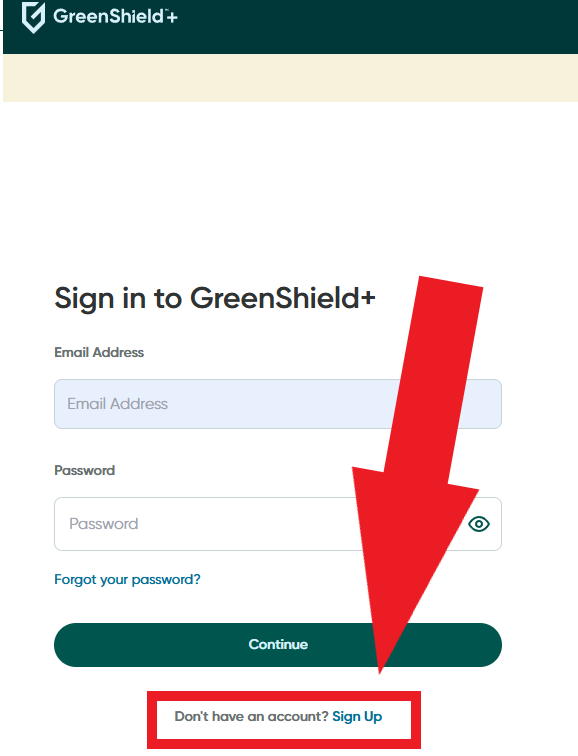 GreenShield™+
Sign in to GreenShield+
Email Address
Email Address
Password
Password
Forgot your password?
Continue
Don't have an account? Sign Up